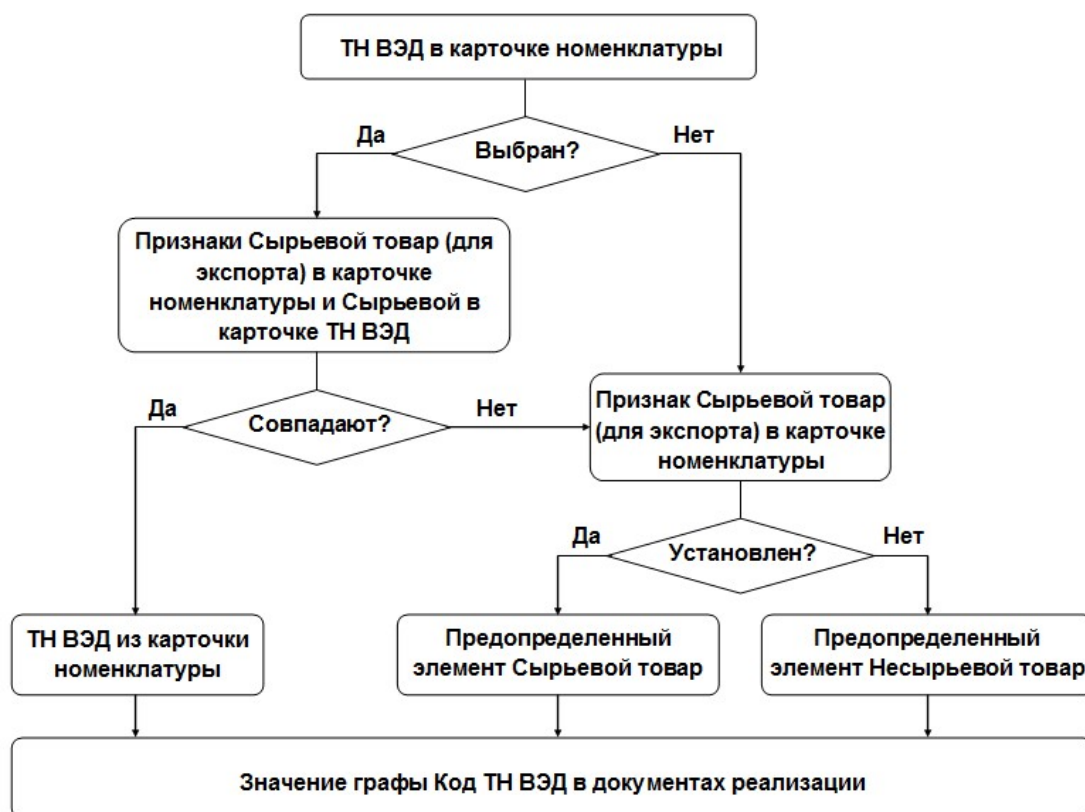 ТН ВЭД в карточке номенклатуры
Да
Нет
Выбран?
Признаки Сырьевой товар (для
экспорта) в карточке
номенклатуры и Сырьевой в
карточке ТН ВЭД
Да
Нет
Совпадают?
Признак Сырьевой товар
(для экспорта) в карточке
номенклатуры
Да
Нет
Установлен?
ТН ВЭД из карточки
номенклатуры
Предопределенный
элемент Сырьевой товар
Предопределенный
элемент Несырьевой товар
Значение графы Код ТН ВЭД в документах реализации